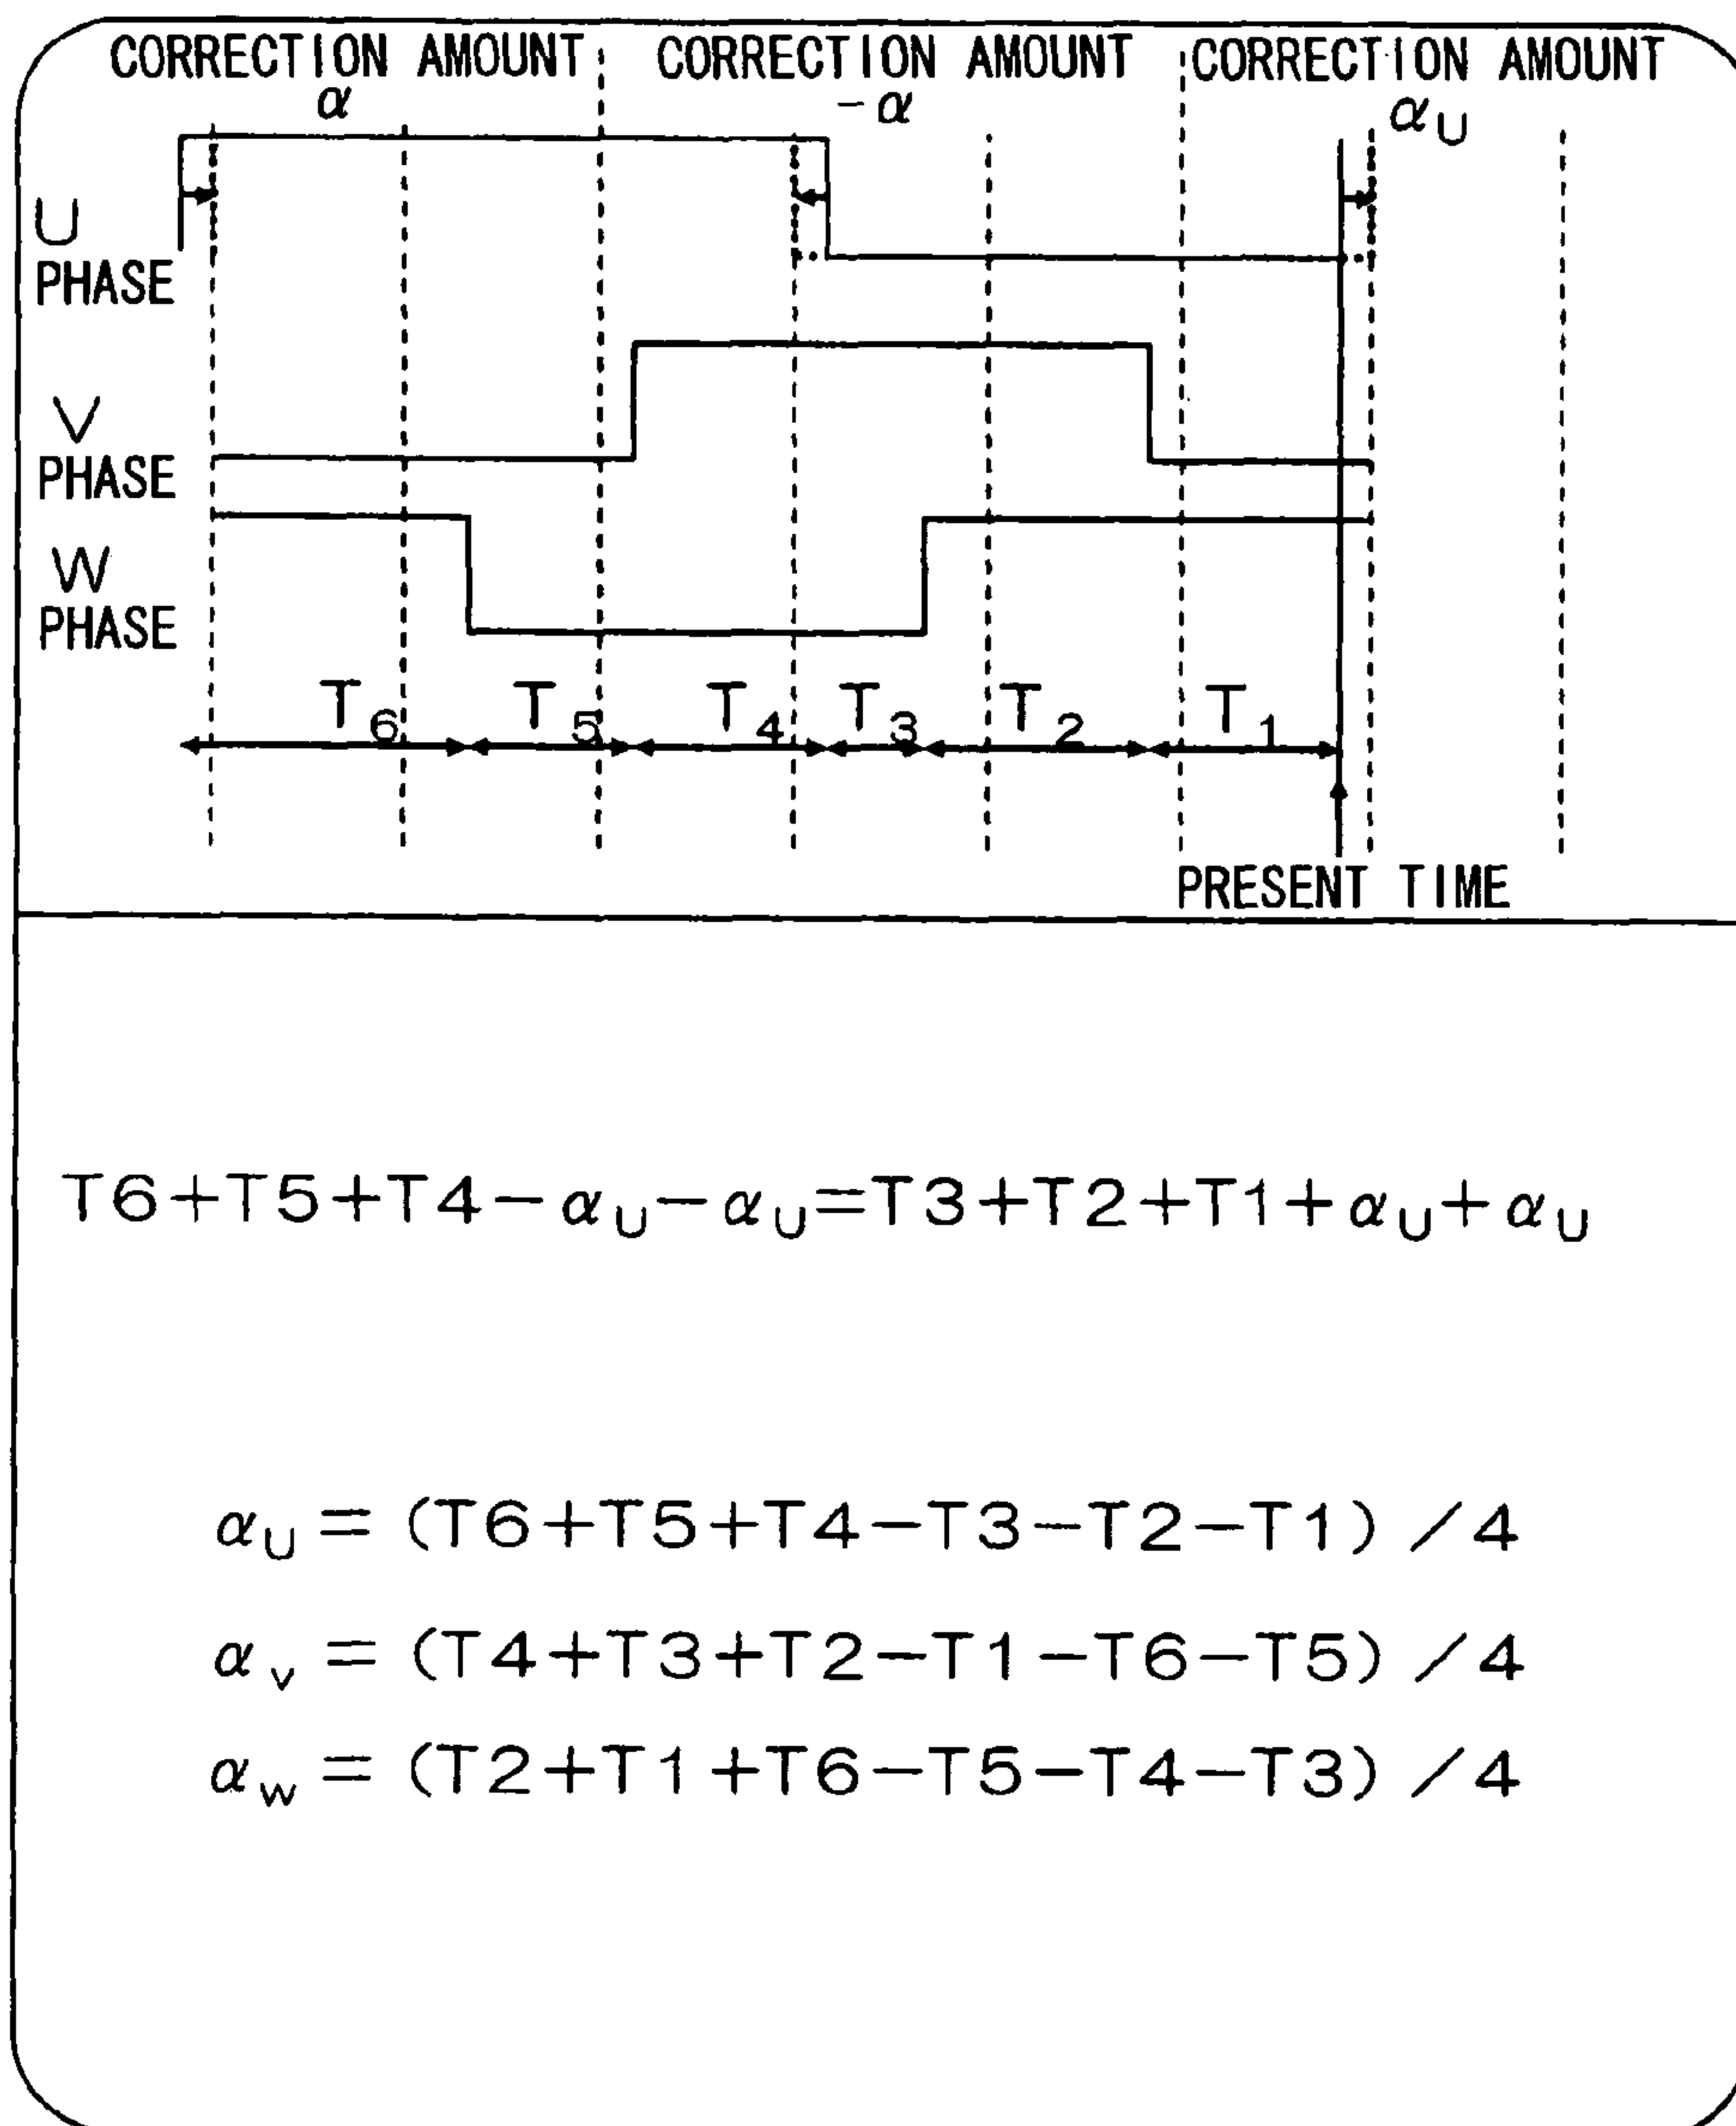 CORRECTION AMOUNT CORRECTION AMOUNT CORRECTION AMOUNT
α -α αU
U
PHASE
V
PHASE
W
PHASE
T6 T5 T4 T3 T2 T1
PRESENT TIME
T6+T5+T4-αU-αU=T3+T2+T1+αU+αU
αU=(T6+T5+T4-T3-T2-T1)/4
αv=(T4+T3+T2-T1-T6-T5)/4
αw=(T2+T1+T6-T5-T4-T3)/4